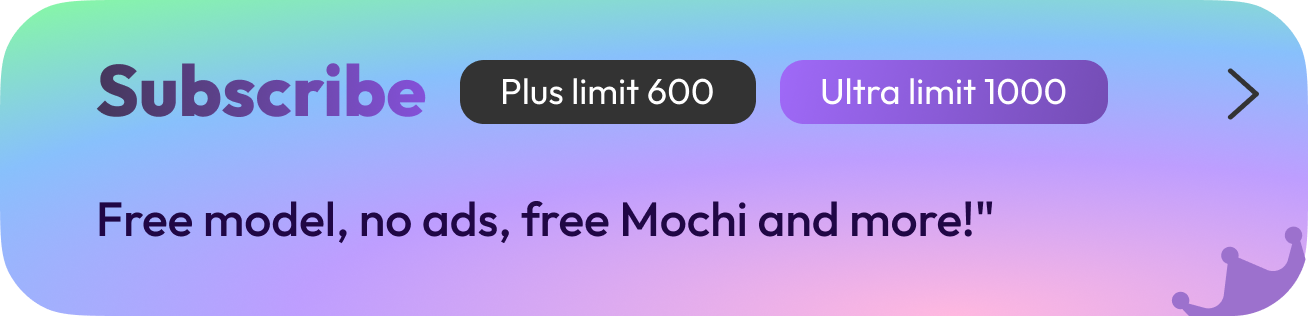 Subscribe Plus limit 600 Ultra limit 1000
Free model, no ads, free Mochi and more!"